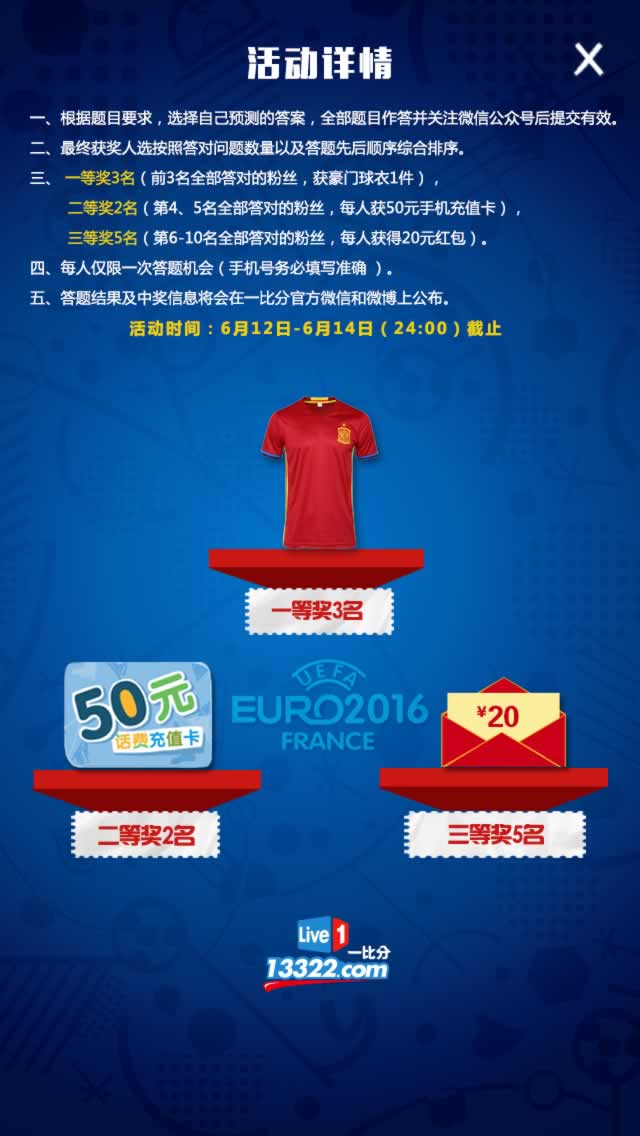 活动详情
X
一、根据题目要求，选择自己预测的答案，全部题目作答并关注微信公众号后提交有效。
二、最终获奖人选按照答对问题数量以及答题先后顺序综合排序。
三、 一等奖3名（前3名全部答对的粉丝，获豪门球衣1件），
二等奖2名（第4、5名全部答对的粉丝，每人获50元手机充值卡），
三等奖5名（第6-10名全部答对的粉丝，每人获得20元红包）。
四、每人仅限一次答题机会（手机号务必填写准确 ）。
五、答题结果及中奖信息将会在一比分官方微信和微博上公布。
活动时间：6月12日-6月14日（24:00）截止
一等奖3名
50元
话费充值卡
UEFA
EURO2016
FRANCE
¥20
二等奖2名
三等奖5名
Live 1
一比分
13322.com